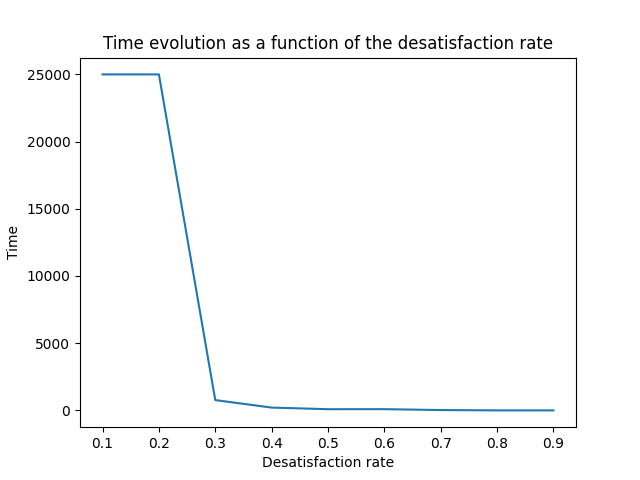 Time evolution as a function of the desatisfaction rate
25000
20000
15000
10000
5000
0
Time
0.1 0.2 0.3 0.4 0.5 0.6 0.7 0.8 0.9
Desatisfaction rate